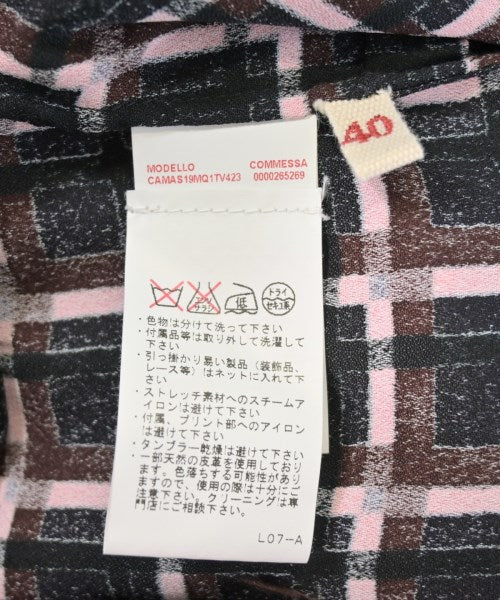 40
MODELLO COMMESSA
CAMAS19MQ1TV423 0000265269
エンソ サラシ 低 ドライ セキユ系
・色物は分けて洗って下さい
・付属品等は取り外して洗濯して
下さい
・引っ掛かり易い製品（装飾品、
レース等）はネットに入れて下
さい
・ストレッチ素材へのスチームア
イロンは避けて下さい
・付属、プリント部へのアイロン
は避けて下さい
・タンブラー乾燥は避けて下さい
・一部天然の皮革を使用しており
ます。色落ちする可能性があり
ますので、使用の際は十分にご
注意下さい。クリーニングは専
門店にご相談下さい。
L07-A